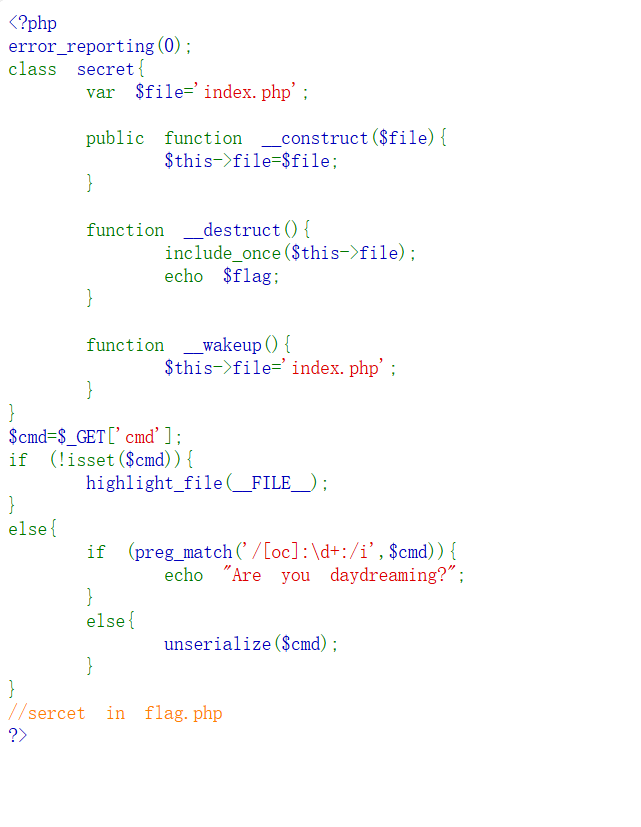 <?php
error_reporting(0);
class secret{
var $file='index.php';
public function __construct($file){
$this->file=$file;
}
function __destruct(){
include_once($this->file);
echo $flag;
}
function __wakeup(){
$this->file='index.php';
}
}
$cmd=$_GET['cmd'];
if (!isset($cmd)){
highlight_file(__FILE__);
}
else{
if (preg_match('/[oc]:\d+:/i',$cmd)){
echo "Are you daydreaming?";
}
else{
unserialize($cmd);
}
}
//sercet in flag.php
?>